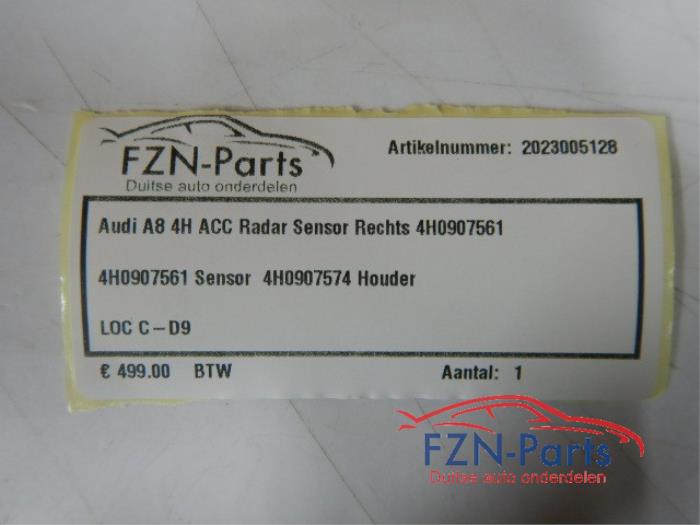 FZN-Parts
Duitse auto onderdelen
Artikelnummer: 2023005128
Audi A8 4H ACC Radar Sensor Rechts 4H0907561
4H0907561 Sensor 4H0907574 Houder
LOC C-D9
€ 499.00 BTW
Aantal: 1
FZN-Parts
Duitse auto onderdelen